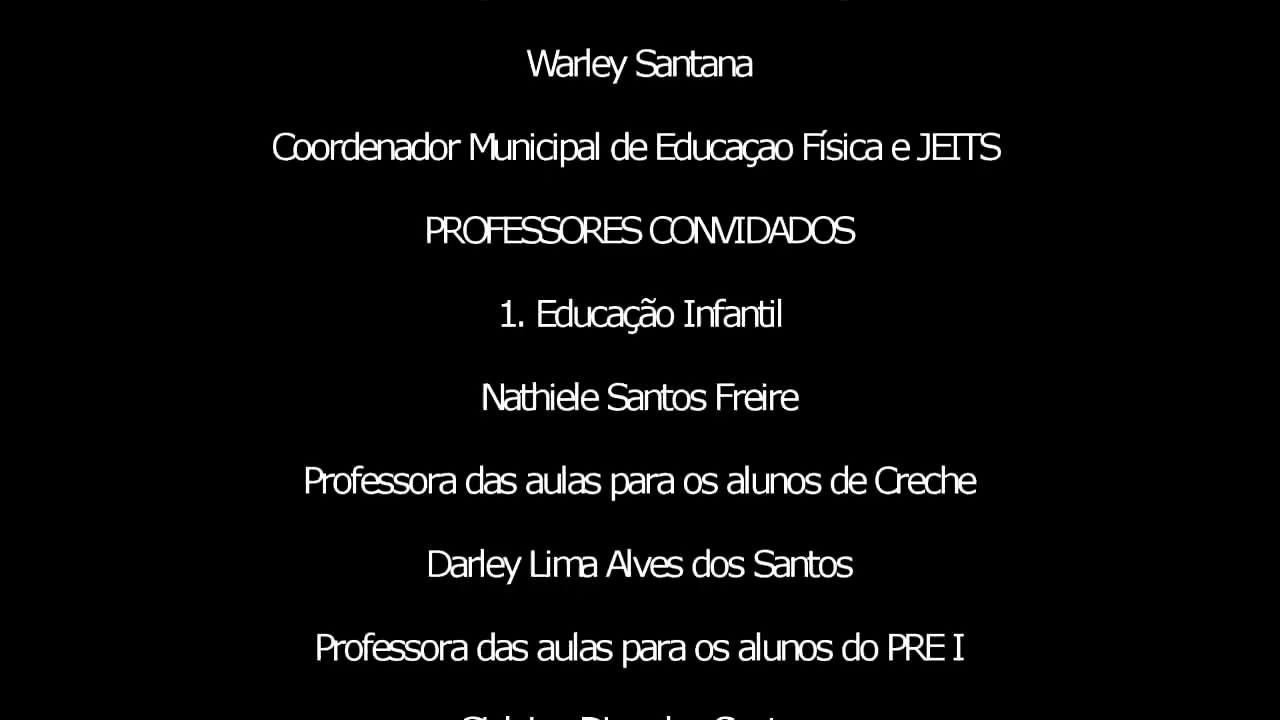 Warley Santana
Coordenador Municipal de Educaçao Física e JEITS
PROFESSORES CONVIDADOS
1. Educação Infantil
Nathiele Santos Freire
Professora das aulas para os alunos de Creche
Darley Lima Alves dos Santos
Professora das aulas para os alunos do PRE I